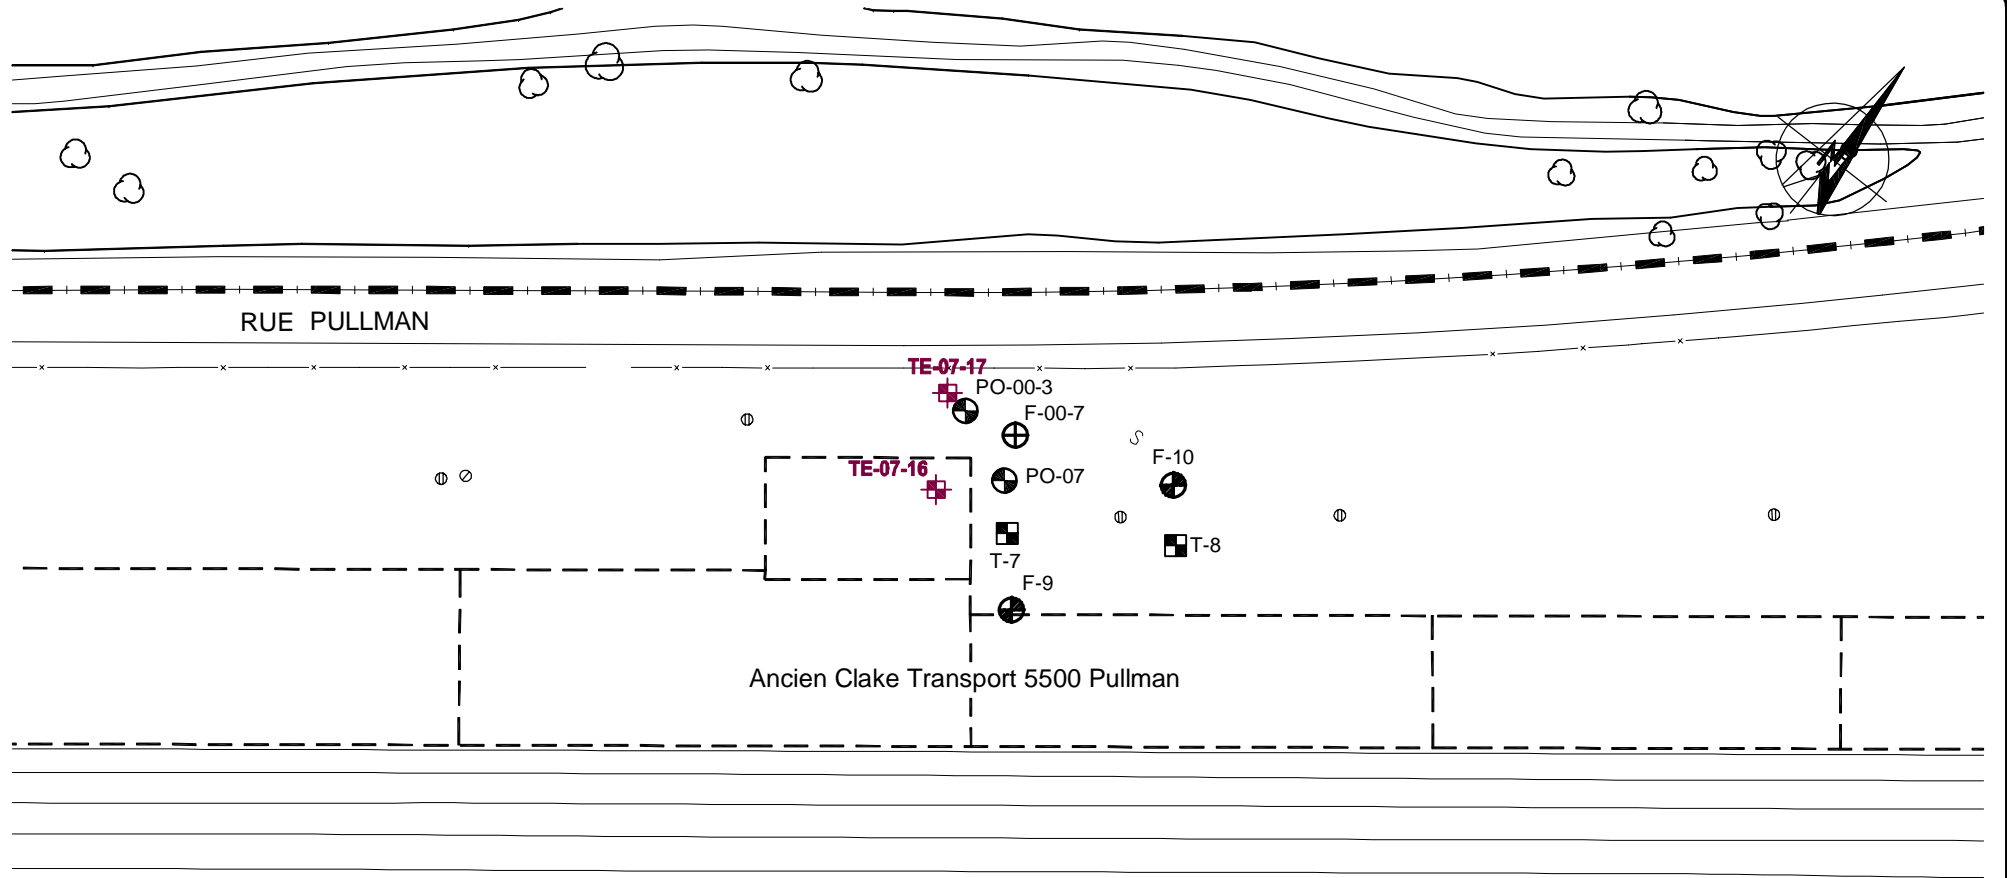 RUE PULLMAN
TE-07-17
PO-00-3
F-00-7
TE-07-16
PO-07
F-10
T-7
T-8
F-9
Ancien Clake Transport 5500 Pullman